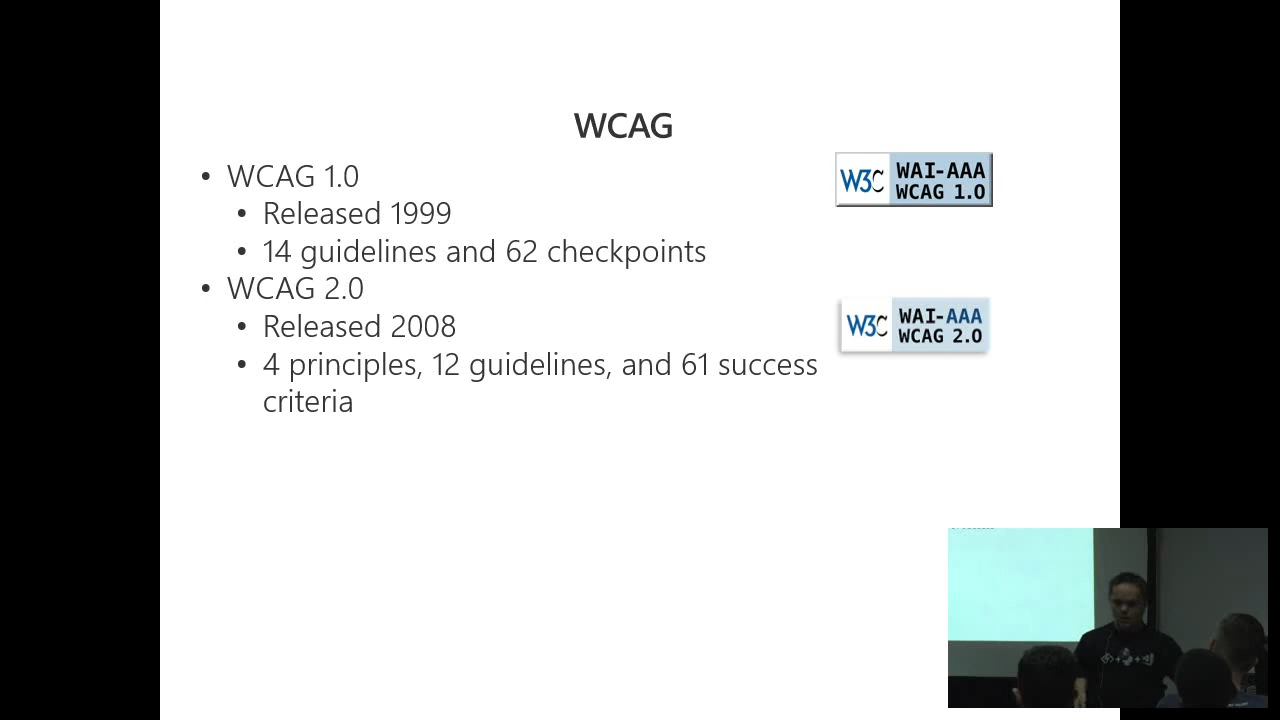 WCAG
• WCAG 1.0
• Released 1999
• 14 guidelines and 62 checkpoints
• WCAG 2.0
• Released 2008
• 4 principles, 12 guidelines, and 61 success
criteria
W3C WAI-AAA
WCAG 1.0
W3C WAI-AAA
WCAG 2.0